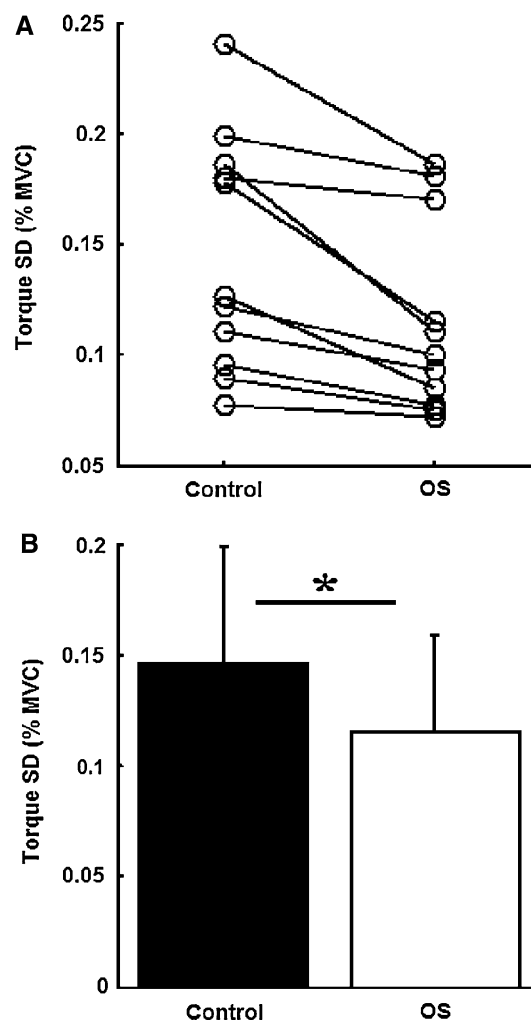 A
0.25
0.2
0.15
0.1
0.05
Torque SD (% MVC)
Control OS
B
0.2
0.15
0.1
0.05
0
Torque SD (% MVC)
*
Control OS